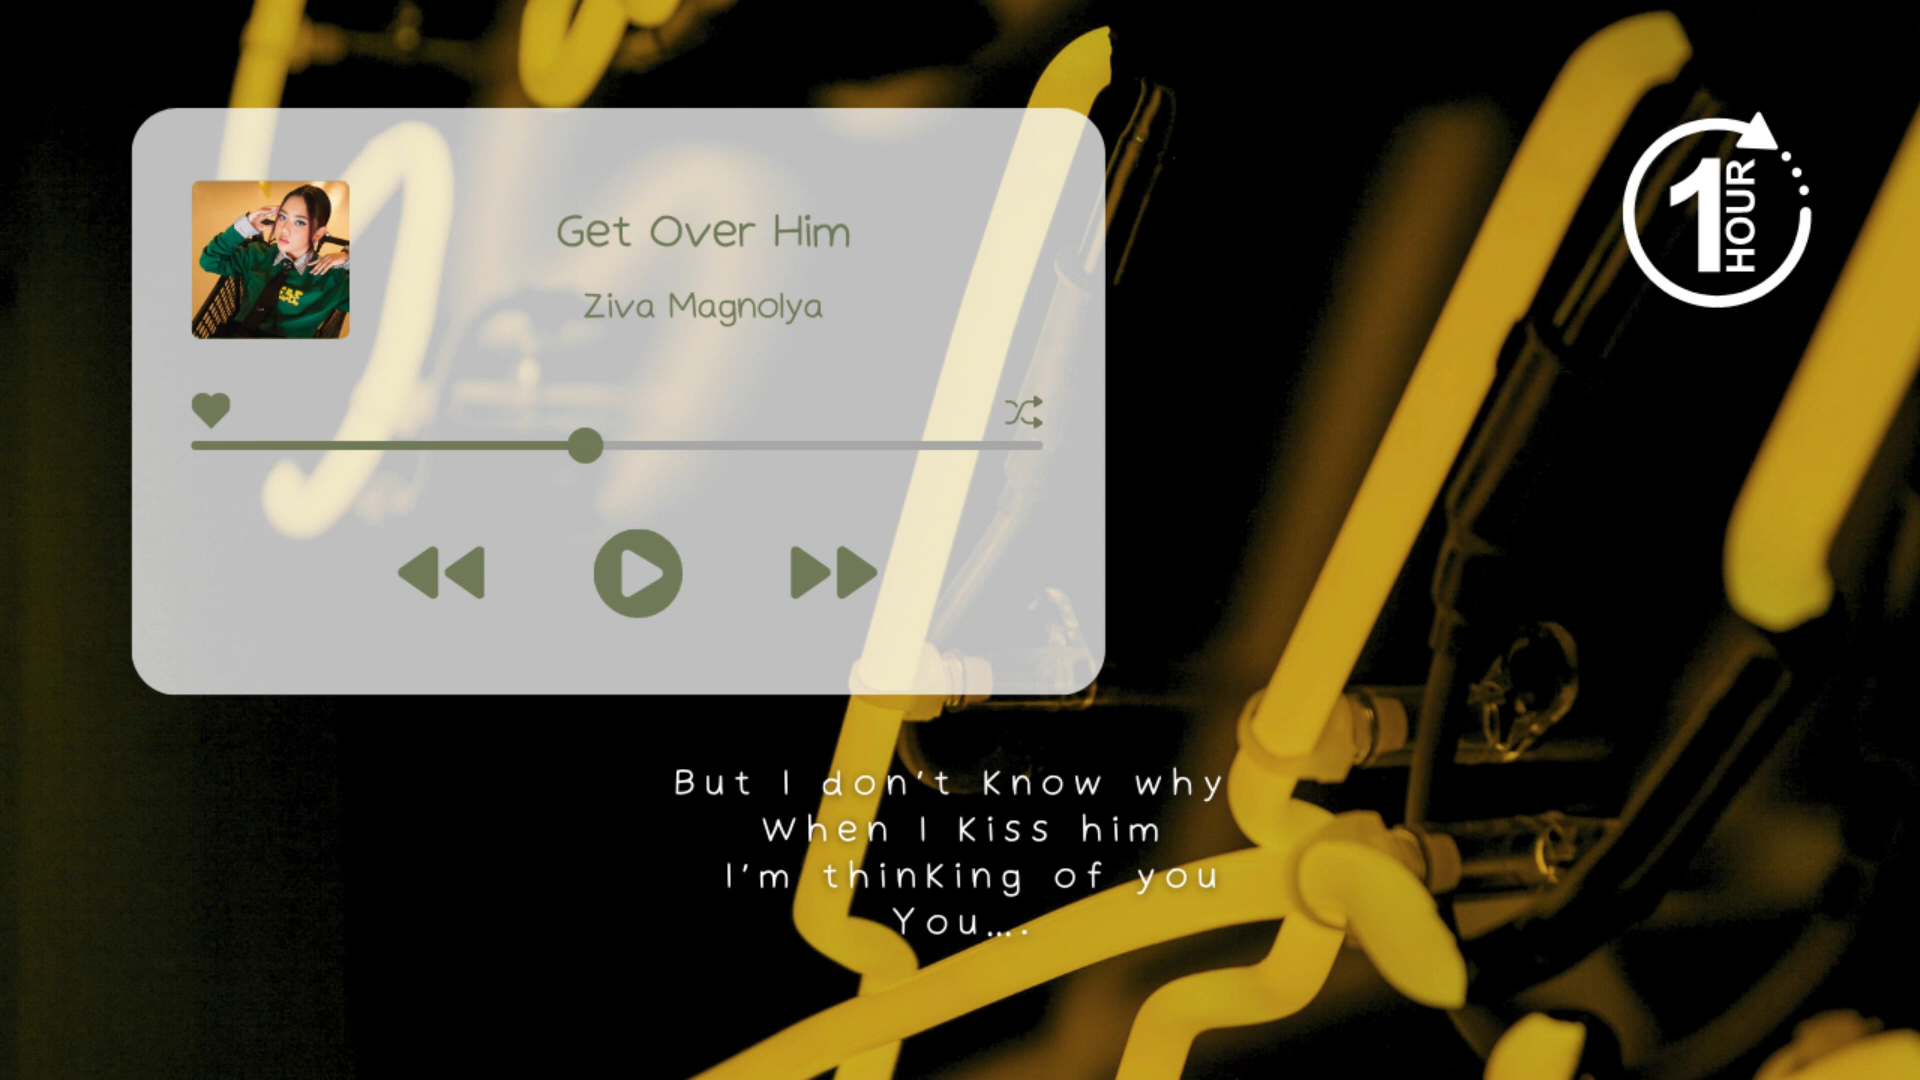 Get Over Him
Ziva Magnolya
1 HOUR
But I don't know why
When I kiss him
I'm thinking of you
You....